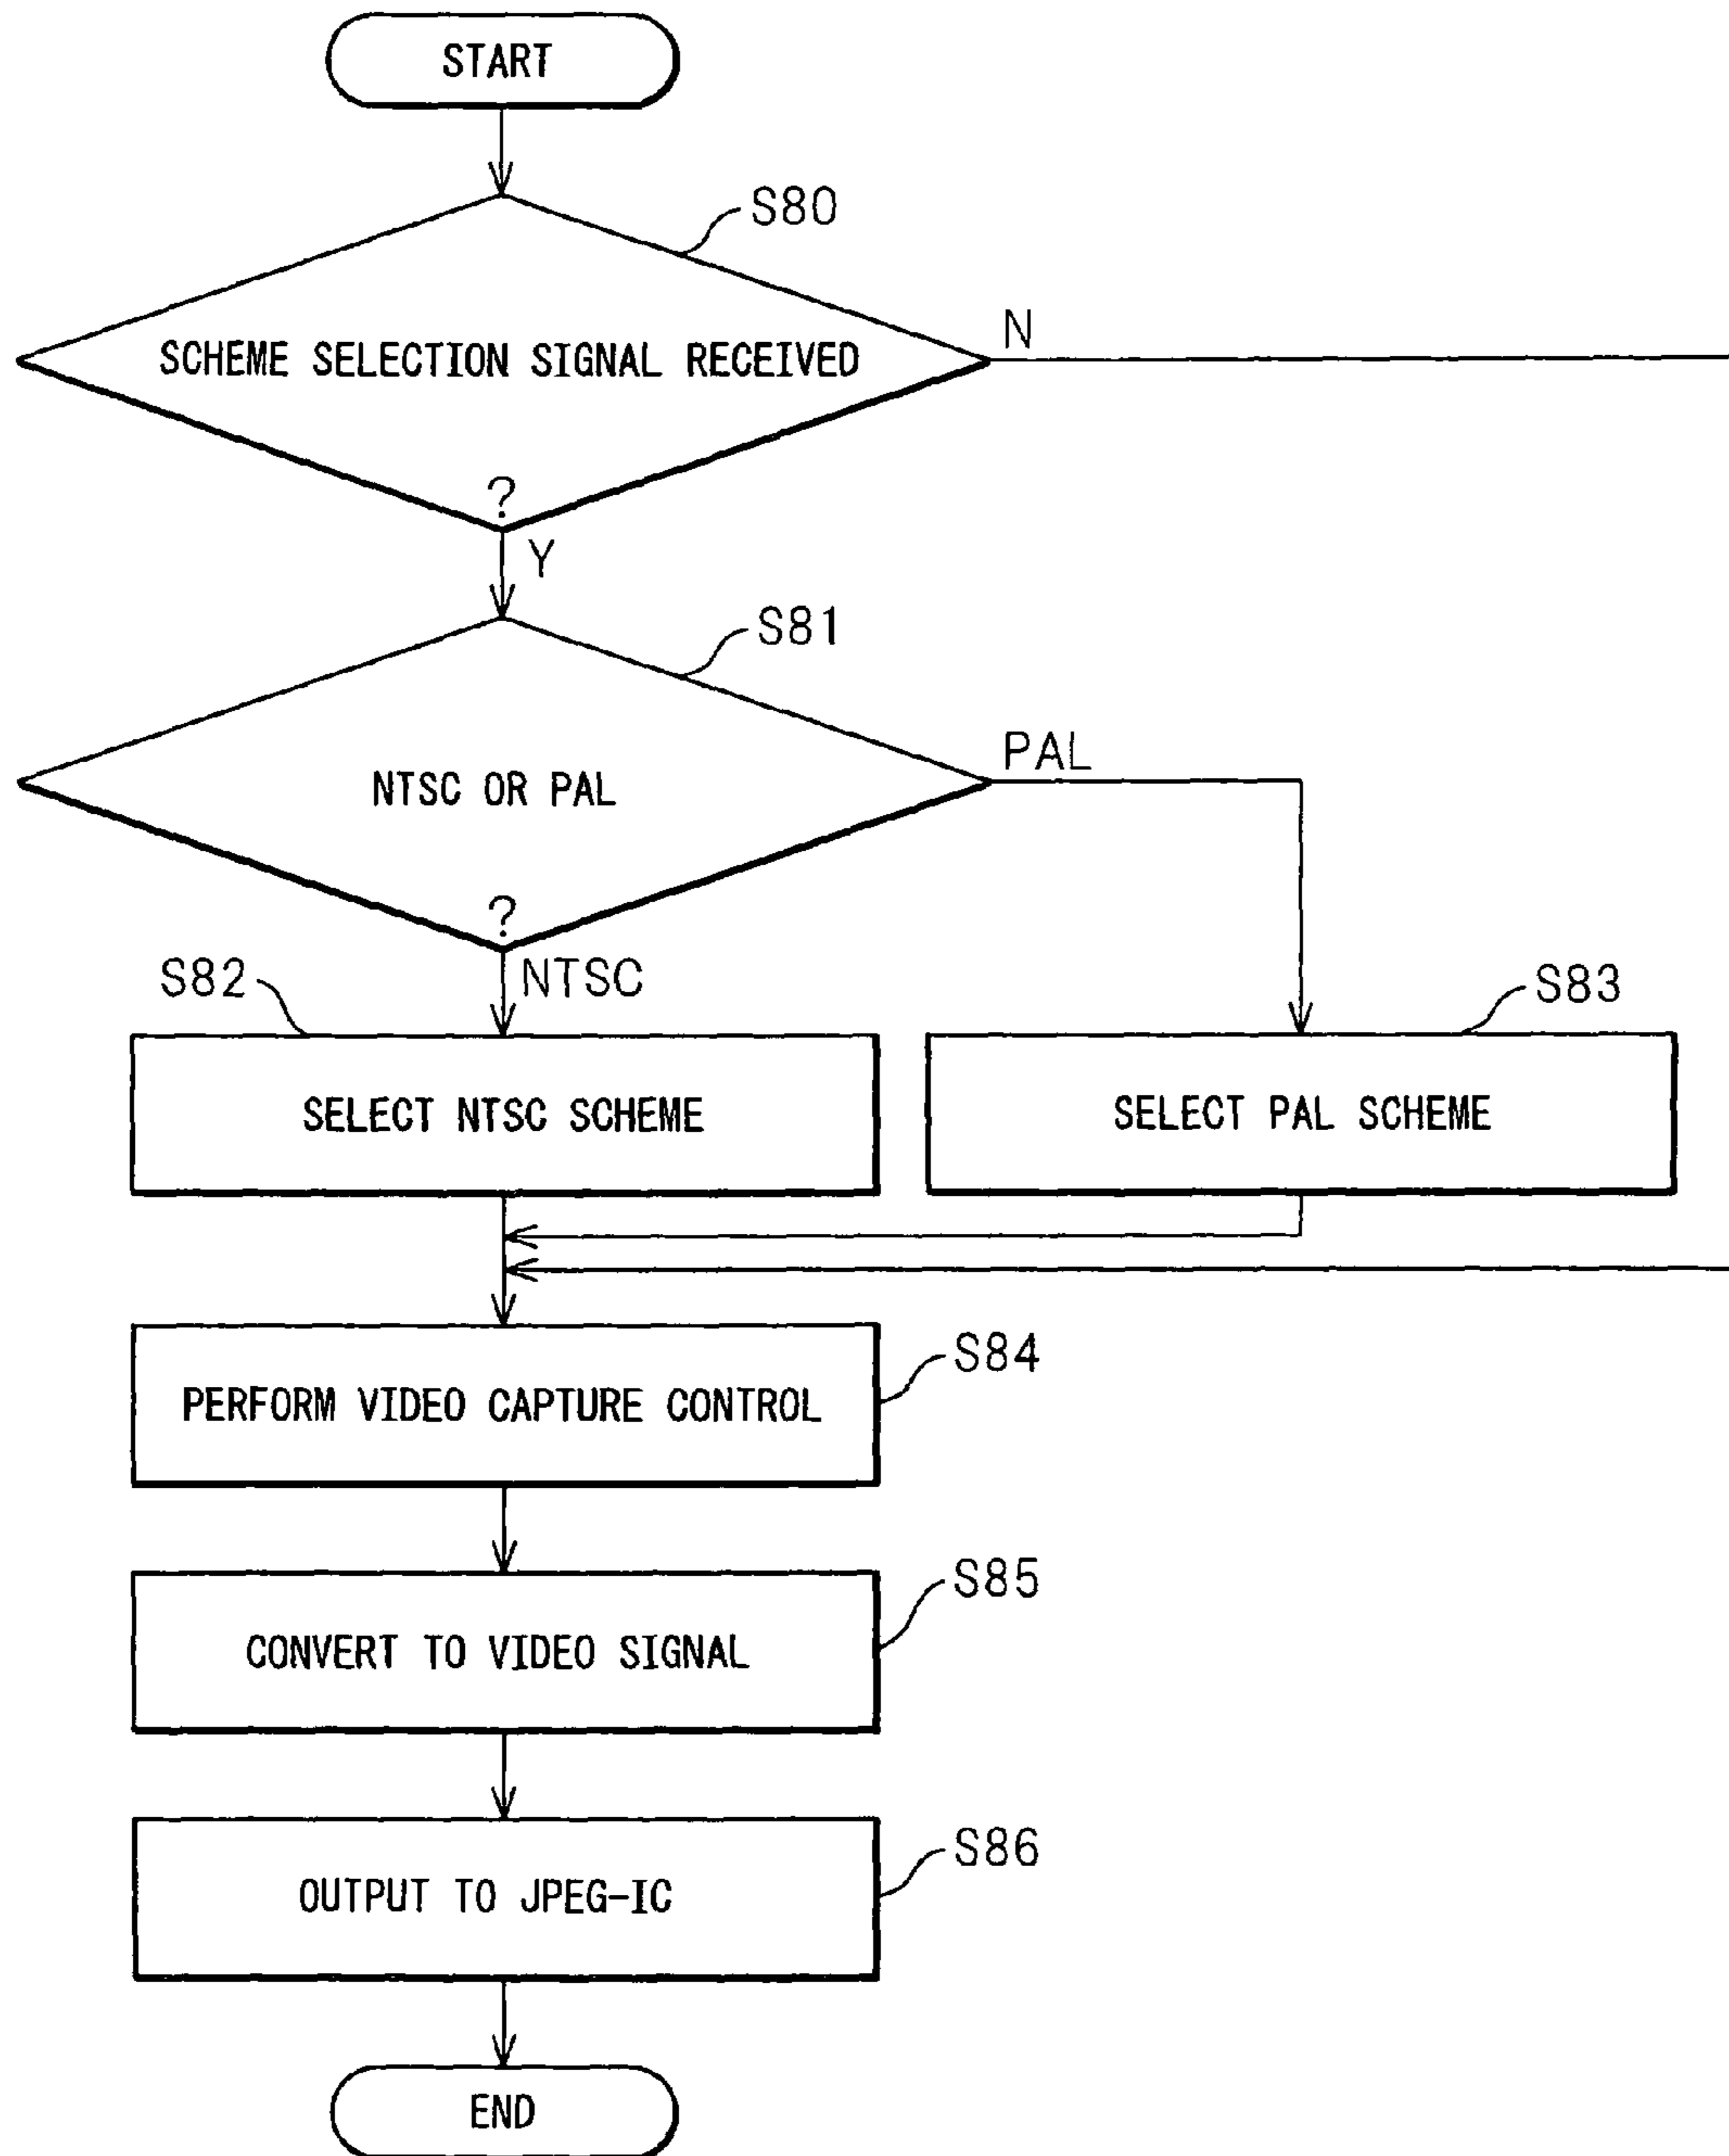 START
S80
SCHEME SELECTION SIGNAL RECEIVED
N
?
Y
S81
NTSC OR PAL
PAL
?
NTSC
S82
S83
SELECT NTSC SCHEME
SELECT PAL SCHEME
S84
PERFORM VIDEO CAPTURE CONTROL
S85
CONVERT TO VIDEO SIGNAL
S86
OUTPUT TO JPEG-IC
END